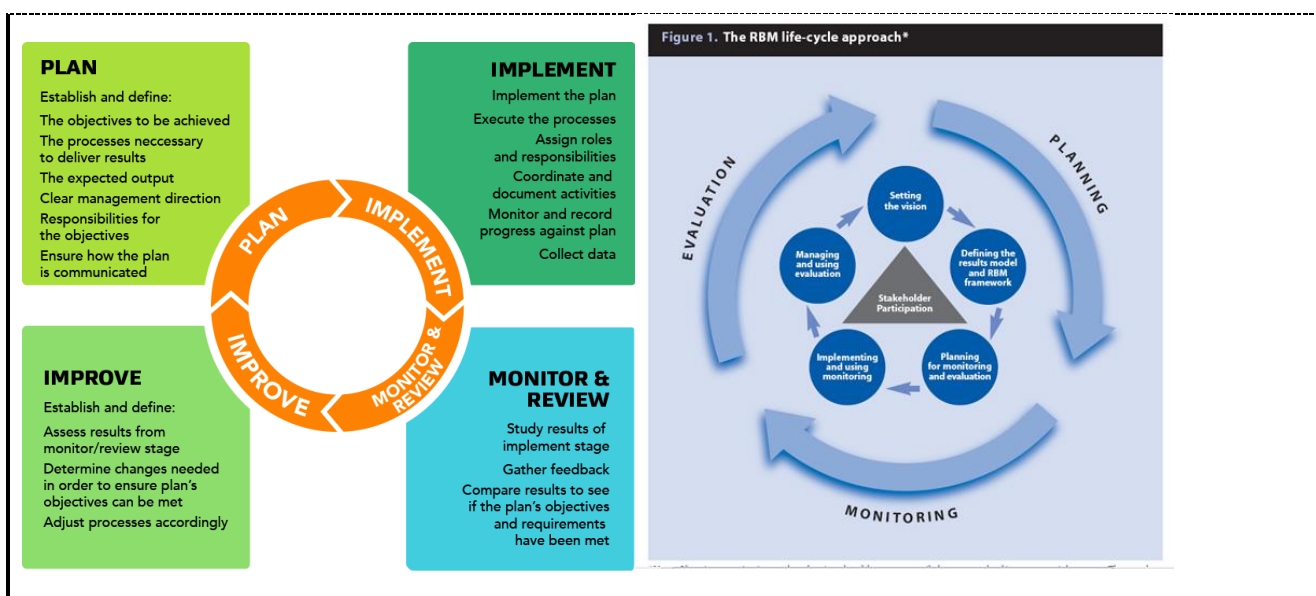 PLAN
Establish and define:
The objectives to be achieved
The processes neccessary
to deliver results
The expected output
Clear management direction
Responsibilities for
the objectives
Ensure how the plan
is communicated
IMPLEMENT
Implement the plan
Execute the processes
Assign roles
and responsibilities
Coordinate and
document activities
Monitor and record
progress against plan
Collect data
PLAN
IMPLEMENT
MONITOR &
REVIEW
IMPROVE
IMPROVE
Establish and define:
Assess results from
monitor/review stage
Determine changes needed
in order to ensure plan's
objectives can be met
Adjust processes accordingly
MONITOR &
REVIEW
Study results of
implement stage
Gather feedback
Compare results to see
if the plan's objectives
and requirements
have been met
Figure 1. The RBM life-cycle approach*
EVALUATION
PLANNING
MONITORING
Setting
the vision
Defining the
results model
and RBM
framework
Planning
for monitoring
and evaluation
Implementing
and using
monitoring
Managing
and using
evaluation
Stakeholder
Participation